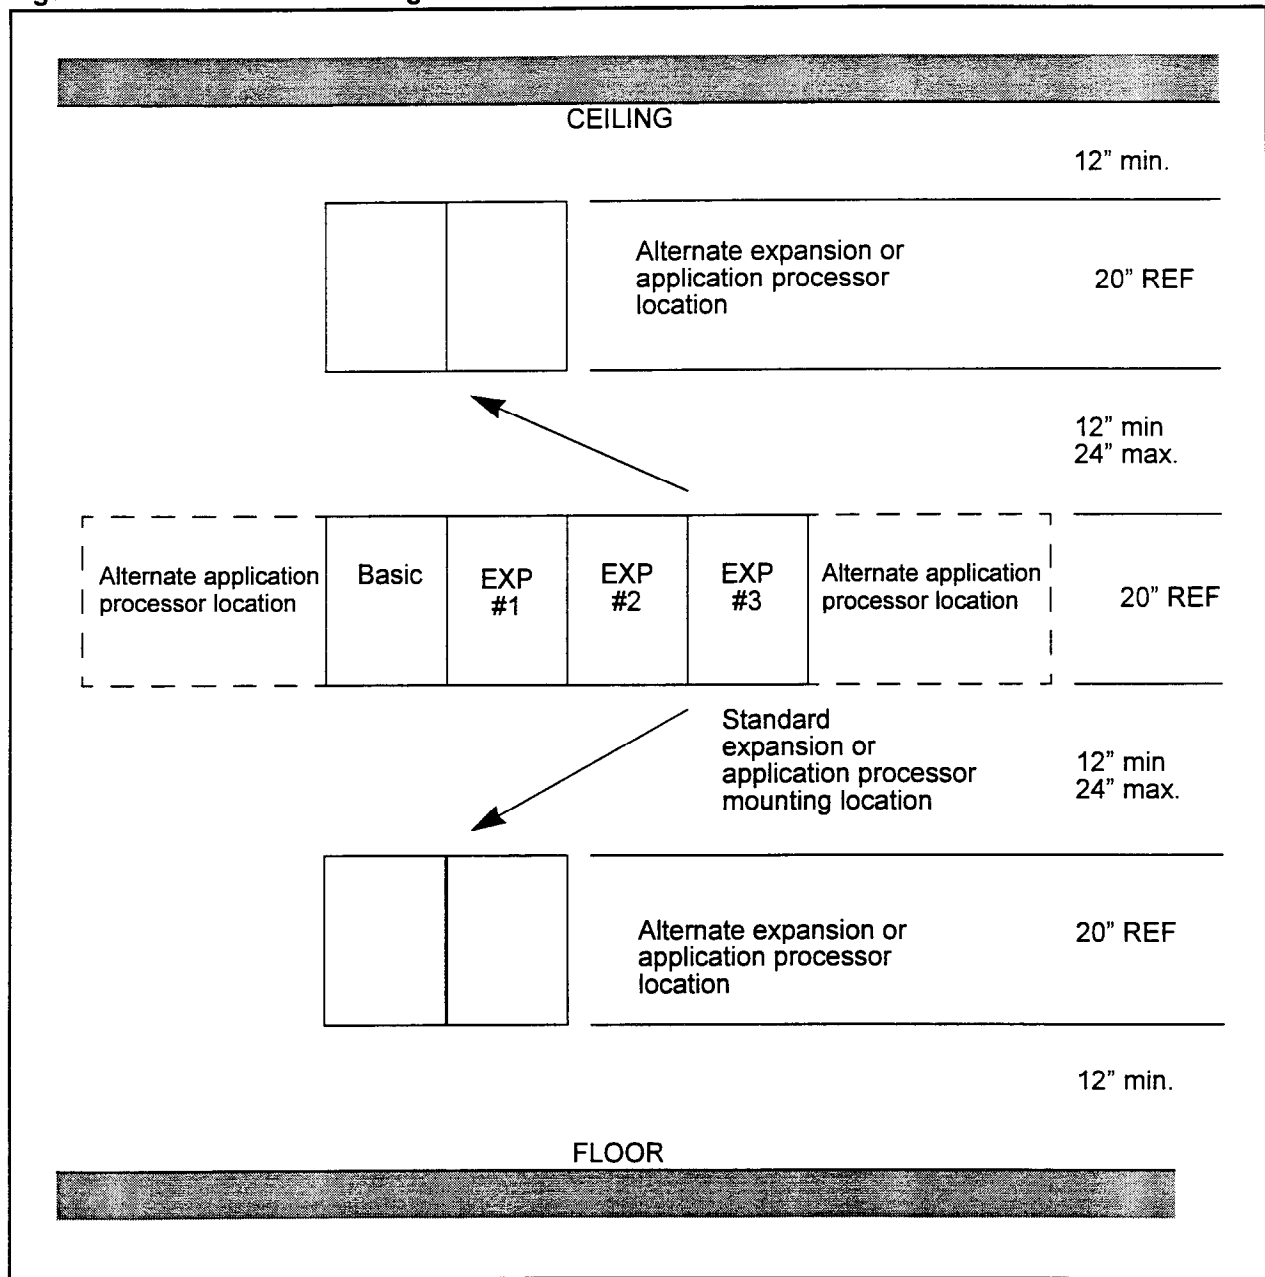 CEILING
12” min.
Alternate expansion or
application processor
location
20” REF
12” min
24” max.
Alternate application
processor location
Basic
EXP
#1
EXP
#2
EXP
#3
Alternate application
processor location
20” REF
Standard
expansion or
application processor
mounting location
12” min
24” max.
Alternate expansion or
application processor
location
20” REF
12” min.
FLOOR